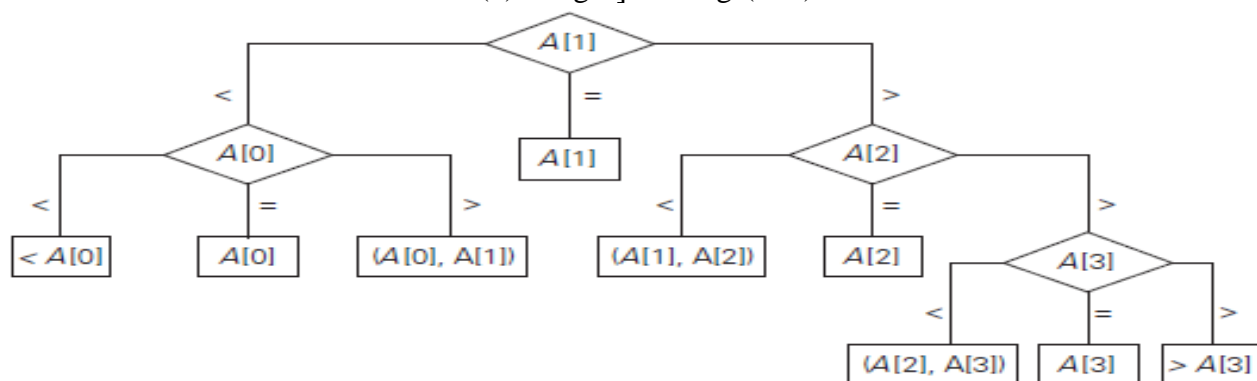 A[1]
< = >
A[0] A[1] A[2]
< = > < = >
< A[0] A[0] (A[0], A[1]) (A[1], A[2]) A[2] A[3]
< = >
(A[2], A[3]) A[3] > A[3]